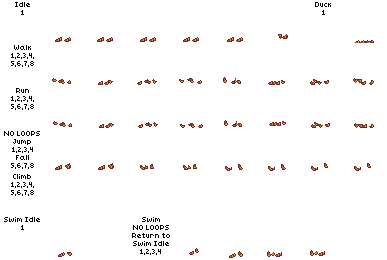 Idle
1
Duck
1
Walk
1,2,3,4,
5,6,7,8
Run
1,2,3,4,
5,6,7,8
NO LOOPS
Jump
1,2,3,4
Fall
5,6,7,8
Climb
1,2,3,4,
5,6,7,8
Swim Idle
1
Swim
NO LOOPS
Return to
Swim Idle
1,2,3,4